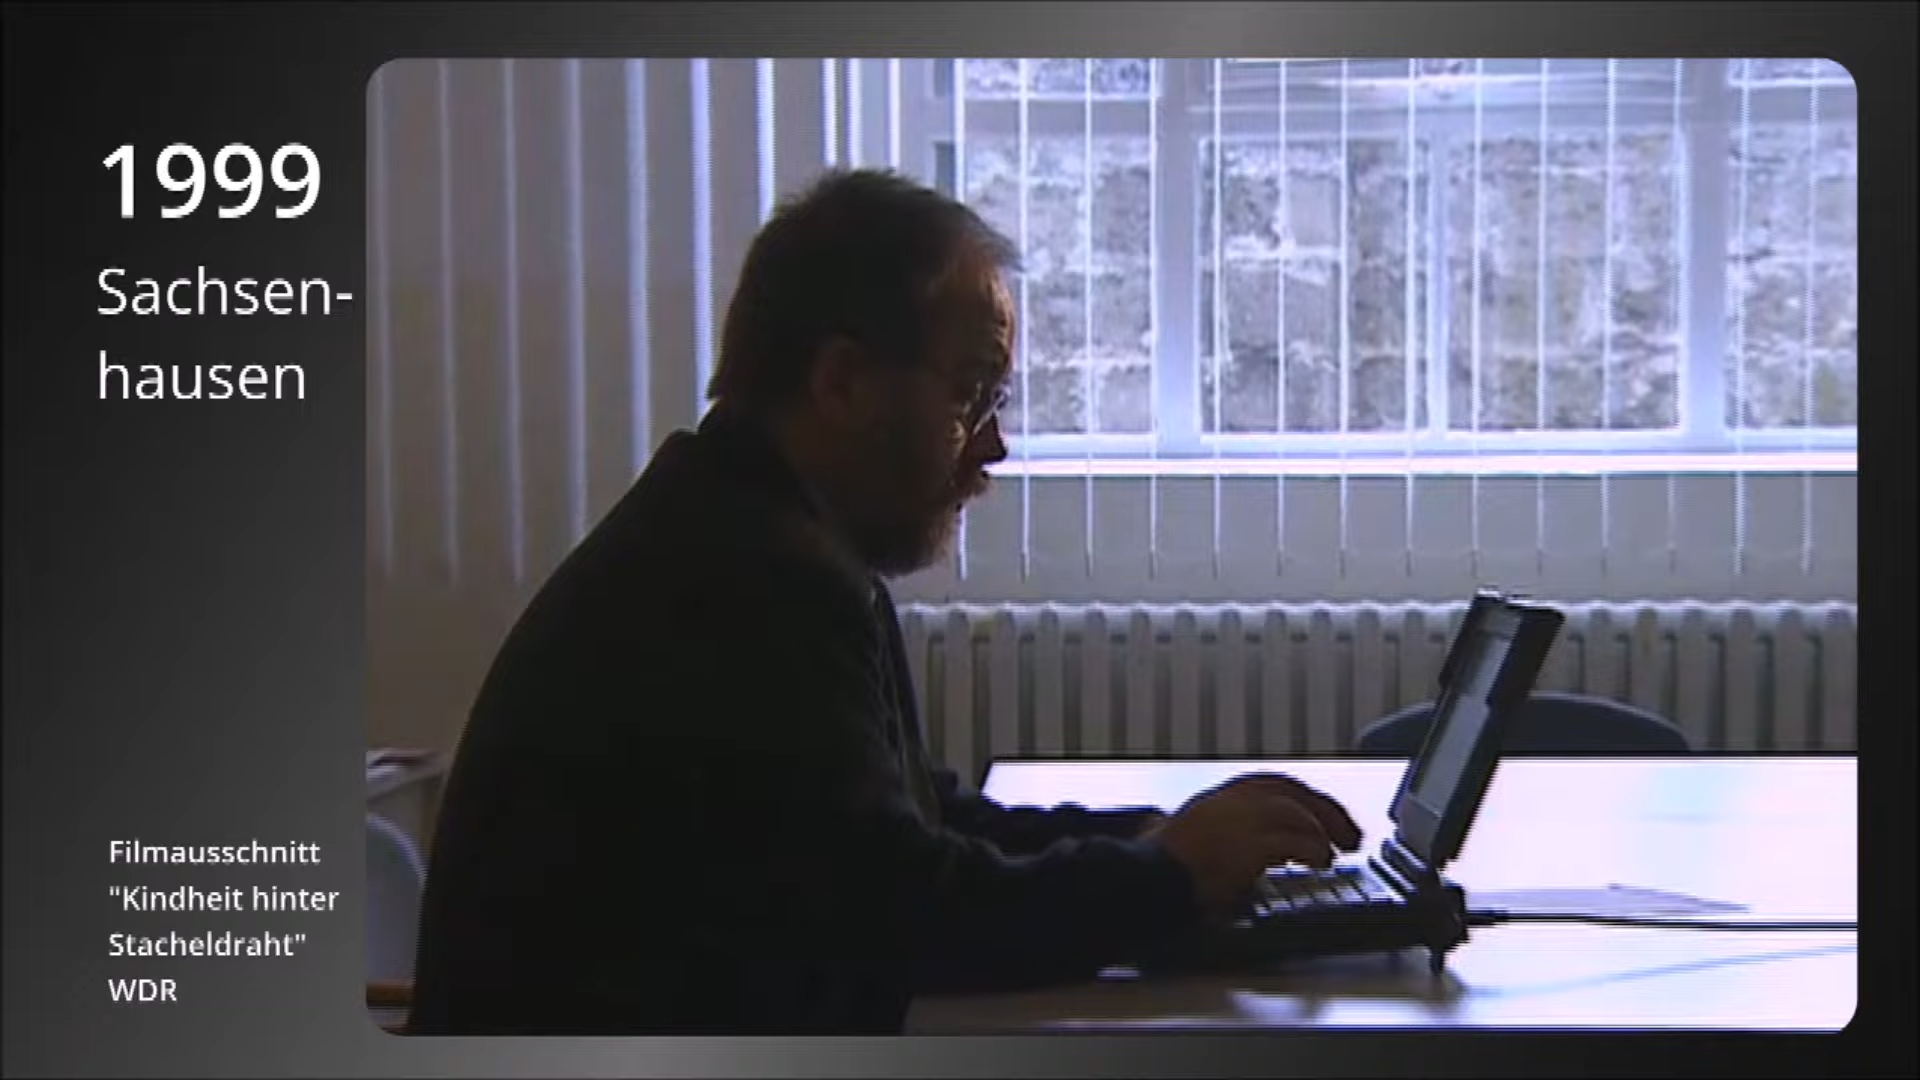 1999
Sachsen-
hausen
Filmausschnitt
"Kindheit hinter
Stacheldraht"
WDR